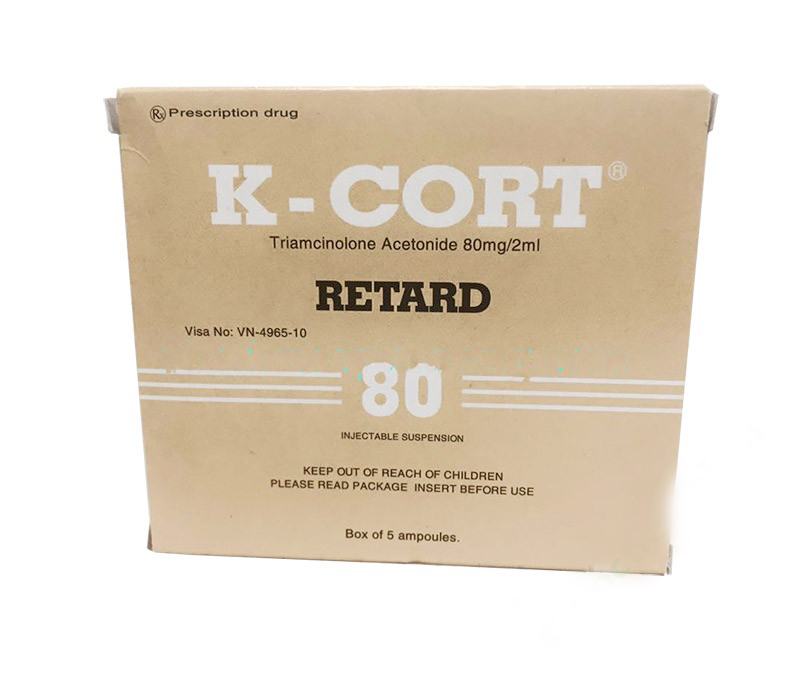 Rx Prescription drug
K-CORT®
Triamcinolone Acetonide 80mg/2ml
RETARD
Visa No: VN-4965-10
80
INJECTABLE SUSPENSION
KEEP OUT OF REACH OF CHILDREN
PLEASE READ PACKAGE INSERT BEFORE USE
Box of 5 ampoules.